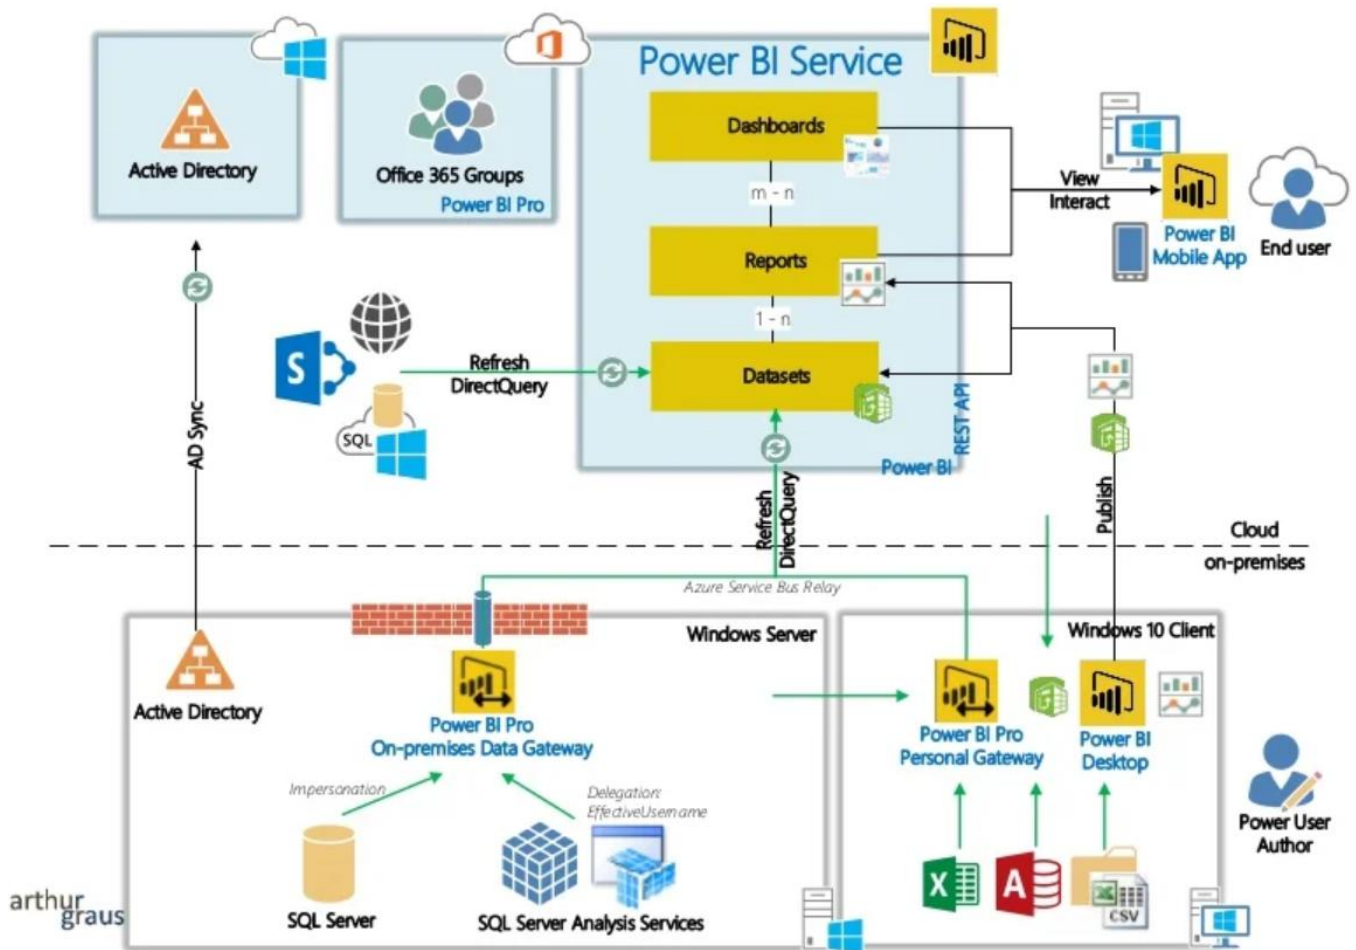 Power BI Service
Active Directory
Office 365 Groups
Power BI Pro
Dashboards
m - n
Reports
1 - n
Datasets
REST API
Power BI
View
Interact
Power BI
Mobile App
End user
S
SQL
Refresh
DirectQuery
AD Sync
Refresh
DirectQuery
Publish
Cloud
on-premises
Azure Service Bus Relay
Windows Server
Windows 10 Client
Active Directory
Power BI Pro
On-premises Data Gateway
Impersonation
Delegation:
EffectiveUsername
SQL Server
SQL Server Analysis Services
Power BI Pro
Personal Gateway
Power BI
Desktop
X
A
CSV
Power User
Author
arthur
graus